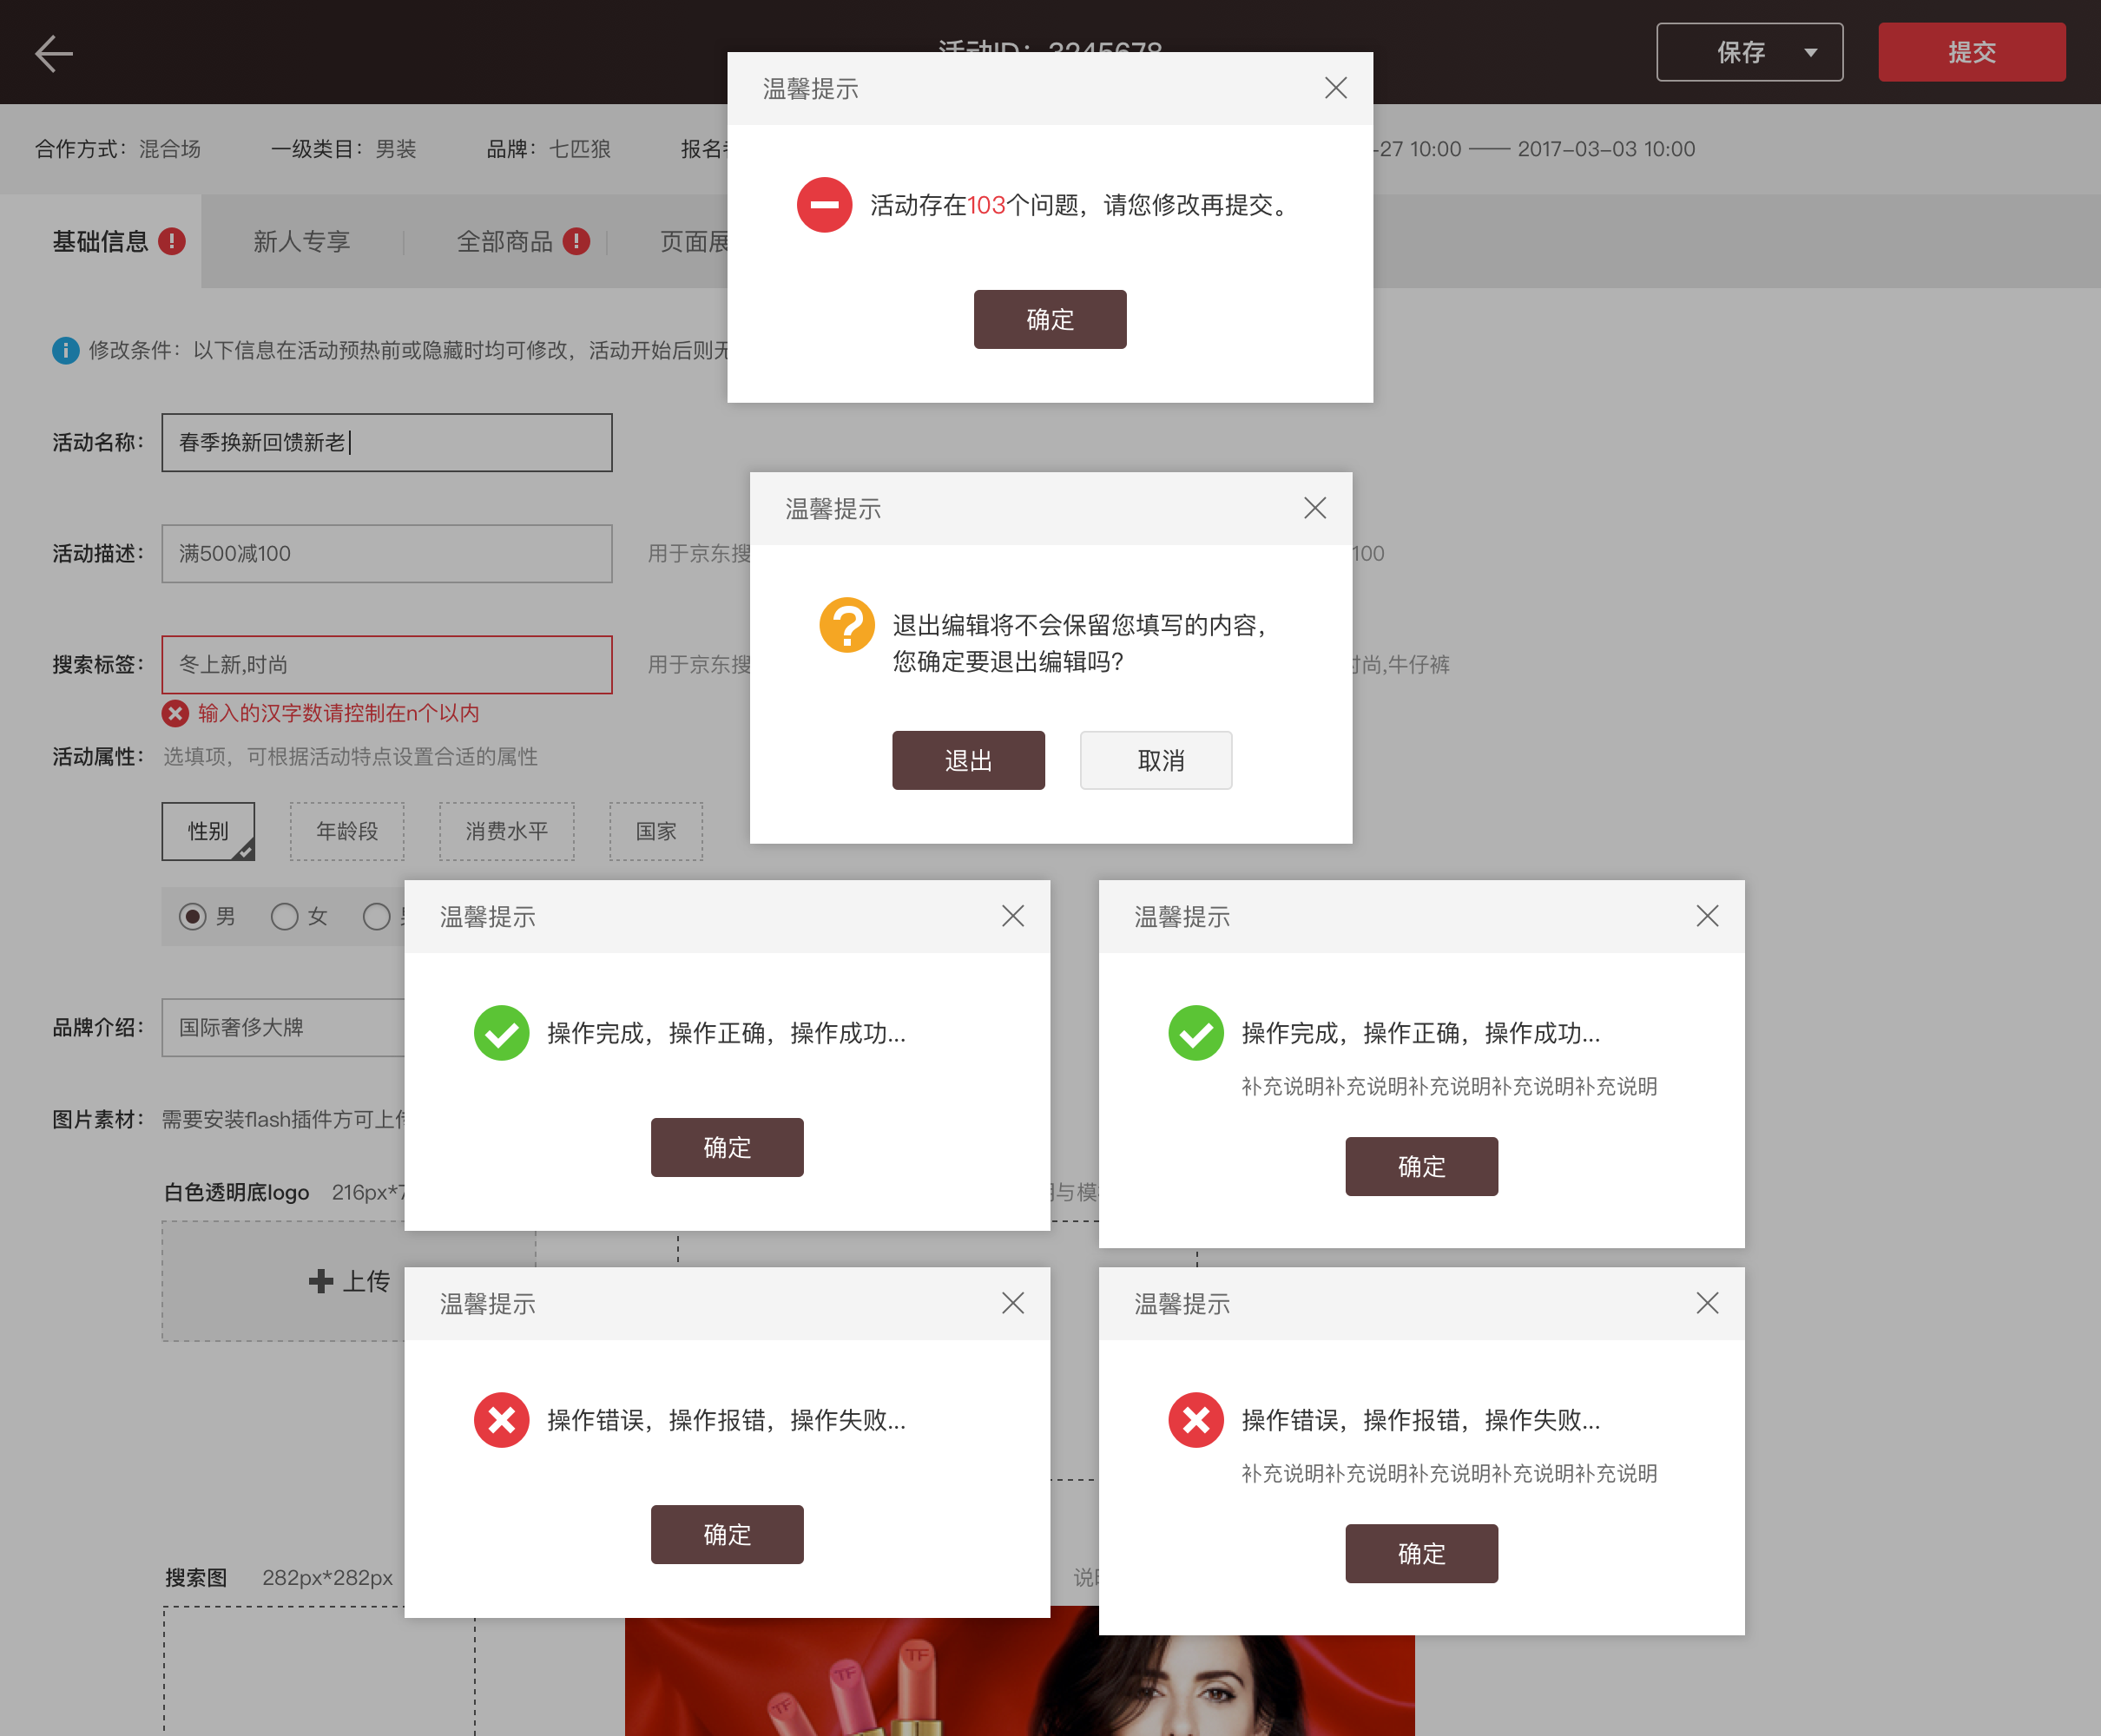 活动ID：3245678
保存
提交
温馨提示
合作方式：混合场
一级类目：男装
品牌：七匹狼
报名
-27 10:00 —— 2017-03-03 10:00
活动存在103个问题，请您修改再提交。
基础信息
新人专享
全部商品
页面展
确定
修改条件：以下信息在活动预热前或隐藏时均可修改，活动开始后则无
活动名称：
春季换新回馈新老
温馨提示
活动描述：
满500减100
用于京东搜
100
退出编辑将不会保留您填写的内容，
您确定要退出编辑吗?
搜索标签：
冬上新,时尚
用于京东搜
时尚,牛仔裤
输入的汉字数请控制在n个以内
活动属性：
选填项，可根据活动特点设置合适的属性
退出
取消
性别
年龄段
消费水平
国家
男
女
温馨提示
温馨提示
品牌介绍：
国际奢侈大牌
操作完成，操作正确，操作成功...
操作完成，操作正确，操作成功...
补充说明补充说明补充说明补充说明补充说明
图片素材：
需要安装flash插件方可上传
确定
确定
白色透明底logo
216px*7
与模
上传
温馨提示
温馨提示
操作错误，操作报错，操作失败...
操作错误，操作报错，操作失败...
补充说明补充说明补充说明补充说明补充说明
确定
确定
搜索图
282px*282px
说
TF
TF
TF